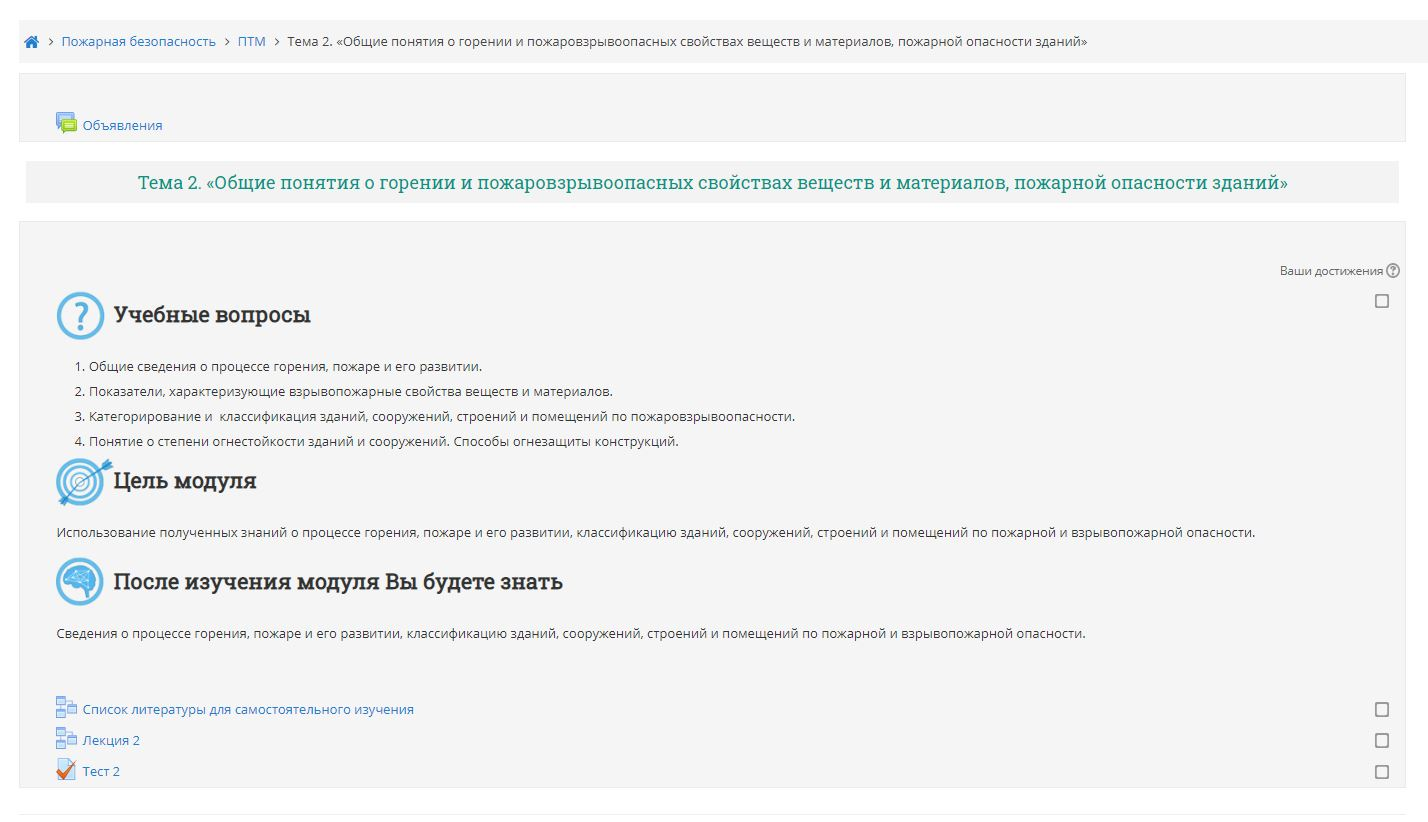 Пожарная безопасность > ПТМ > Тема 2. «Общие понятия о горении и пожаровзрывоопасных свойствах веществ и материалов, пожарной опасности зданий»
Объявления
Тема 2. «Общие понятия о горении и пожаровзрывоопасных свойствах веществ и материалов, пожарной опасности зданий»
Ваши достижения
Учебные вопросы
1. Общие сведения о процессе горения, пожаре и его развитии.
2. Показатели, характеризующие взрывопожарные свойства веществ и материалов.
3. Категорирование и классификация зданий, сооружений, строений и помещений по пожаровзрывоопасности.
4. Понятие о степени огнестойкости зданий и сооружений. Способы огнезащиты конструкций.
Цель модуля
Использование полученных знаний о процессе горения, пожаре и его развитии, классификацию зданий, сооружений, строений и помещений по пожарной и взрывопожарной опасности.
После изучения модуля Вы будете знать
Сведения о процессе горения, пожаре и его развитии, классификацию зданий, сооружений, строений и помещений по пожарной и взрывопожарной опасности.
Список литературы для самостоятельного изучения
Лекция 2
Тест 2